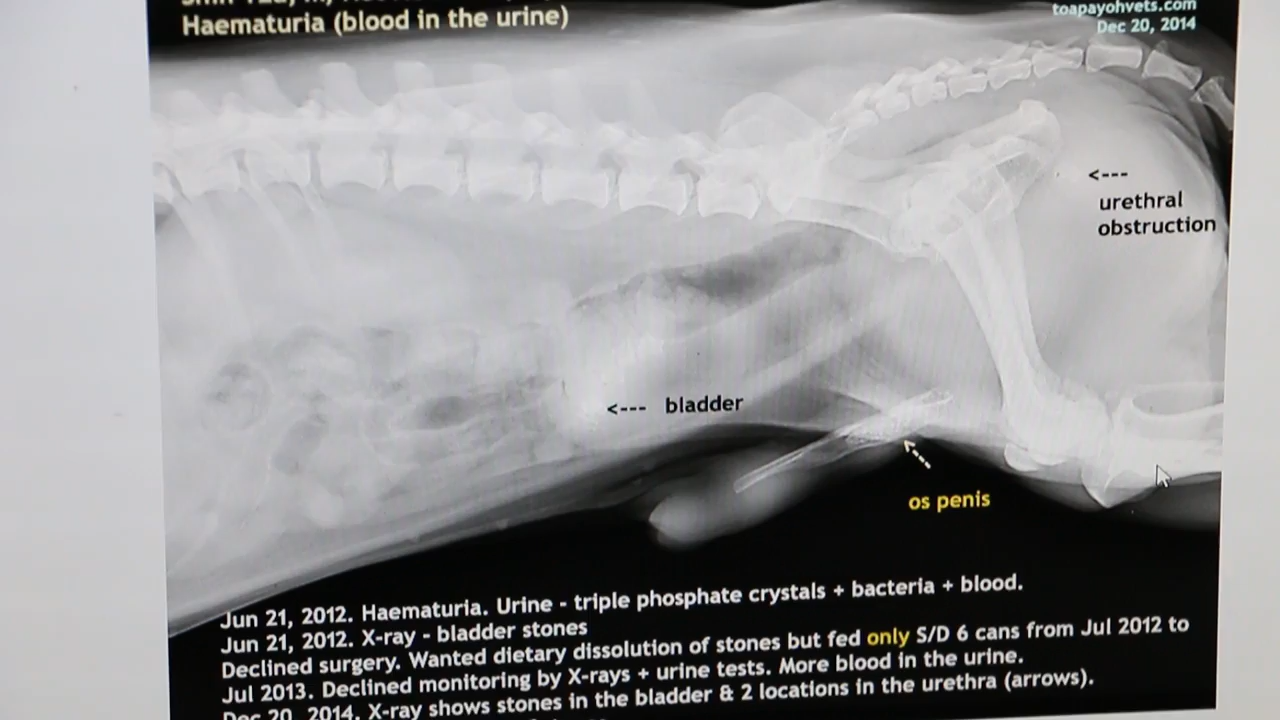 Haematuria (blood in the urine)
toapayohvets.com
Dec 20, 2014
<---
urethral
obstruction
<--- bladder
os penis
Jun 21, 2012. Haematuria. Urine - triple phosphate crystals + bacteria + blood.
Jun 21, 2012. X-ray - bladder stones
Declined surgery. Wanted dietary dissolution of stones but fed only S/D 6 cans from Jul 2012 to
Jul 2013. Declined monitoring by X-rays + urine tests. More blood in the urine.
Dec 20, 2014. X-ray shows stones in the bladder & 2 locations in the urethra (arrows).